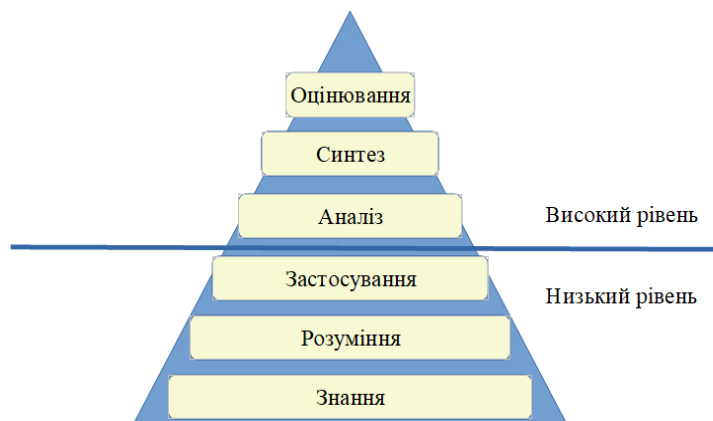 Оцінювання
Синтез
Аналіз
Високий рівень
Застосування
Низький рівень
Розуміння
Знання